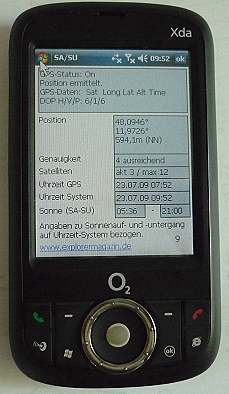 Xda
SA/SU 09:52 ok
GPS-Status: On
Position ermittelt.
GPS-Daten: Sat Long Lat Alt Time
DOP H/V/P: 6/1/6
Position 48,0946°
11,9726°
594,1m (NN)
Genauigkeit 4 ausreichend
Satelliten akt 3 / max 12
Uhrzeit GPS 23.07.09 07:52
Uhrzeit System 23.07.09 09:52
Sonne (SA-SU) 05:36 - 21:00
Angaben zu Sonnenauf- und -untergang
auf Uhrzeit-System bezogen.
www.explorermagazin.de 9
O2
ok